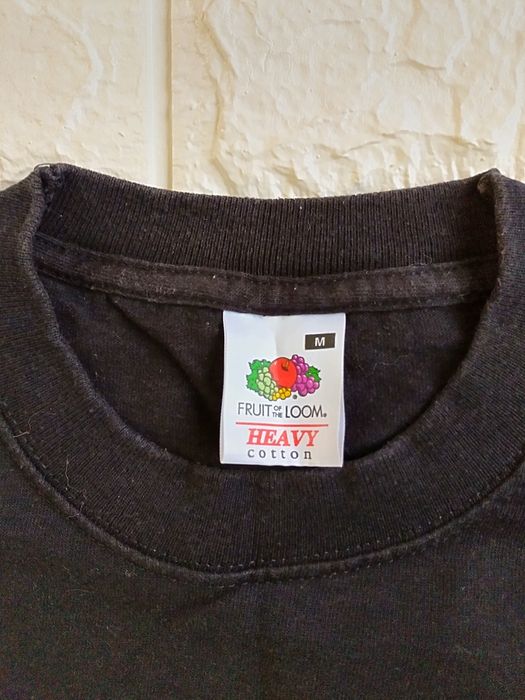 M
FRUIT OF THE LOOM®
HEAVY
cotton